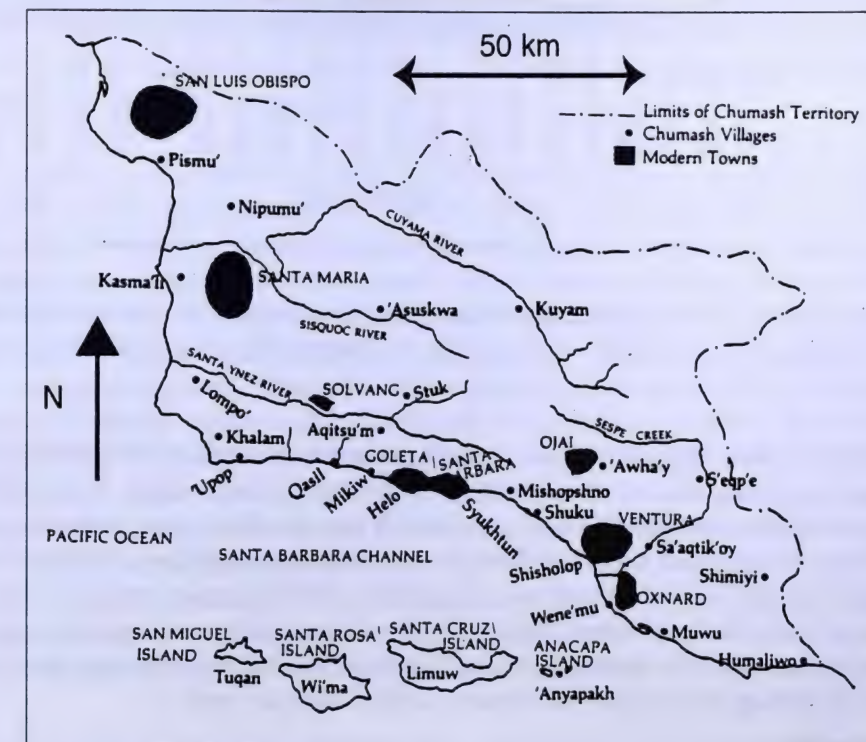 50 km
SAN LUIS OBISPO
Limits of Chumash Territory
• Chumash Villages
Modern Towns
Pismu'
Nipumu'
CUYAMA RIVER
Kasma'li
SANTA MARIA
'Asuskwa
Kuyam
SISQUOC RIVER
N
SANTA YNEZ RIVER
SOLVANG
Stuk
Lompo'
SESPE CREEK
OJAI
Khalam
Aqitsu'm
GOLETA
SANTA
BARBARA
'Awha'y
S'eqp'e
Upop
Qasil
Mikiw
Helo
Syukhtun
Mishopshno
Shuku
VENTURA
PACIFIC OCEAN
SANTA BARBARA CHANNEL
Shisholop
Sa'aqtik'oy
Shimiyi
OXNARD
Wene'mu
Muwu
Humaliwo
SAN MIGUEL
ISLAND
Tuqan
SANTA ROSA
ISLAND
Wi'ma
SANTA CRUZ
ISLAND
Limuw
ANACAPA
ISLAND
'Anyapakh